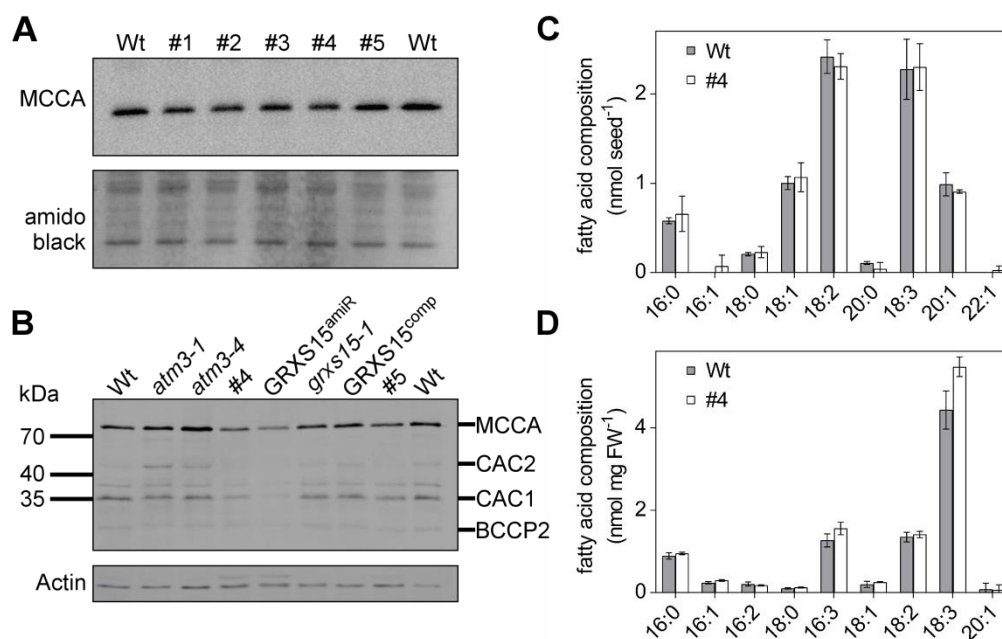 A
Wt #1 #2 #3 #4 #5 Wt
MCCA
amido
black
B
Wt atm3-1 atm3-4 #4 GRXS15amiR grxs15-1 GRXS15comp #5 Wt
kDa
70
40
35
MCCA
CAC2
CAC1
BCCP2
Actin
C
fatty acid composition
(nmol seed-1)
Wt
#4
2
1
0
16:0 16:1 18:0 18:1 18:2 20:0 18:3 20:1 22:1
D
fatty acid composition
(nmol mg FW-1)
Wt
#4
4
2
0
16:0 16:1 16:2 18:0 16:3 18:1 18:2 18:3 20:1